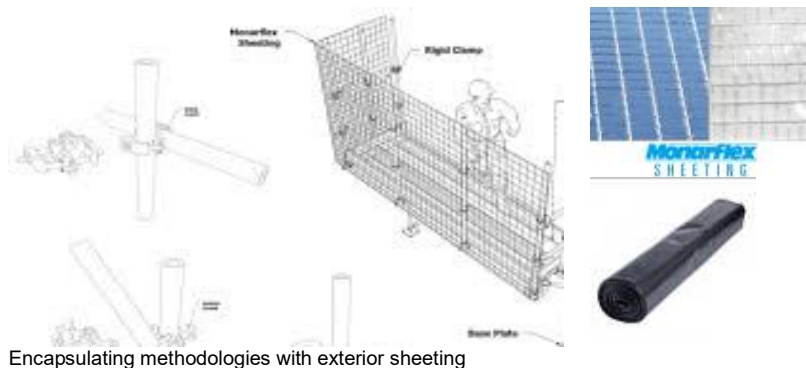 Monarflex
Sheeting
Rigid Clamp
Monarflex
SHEETING
Base Plate
Encapsulating methodologies with exterior sheeting